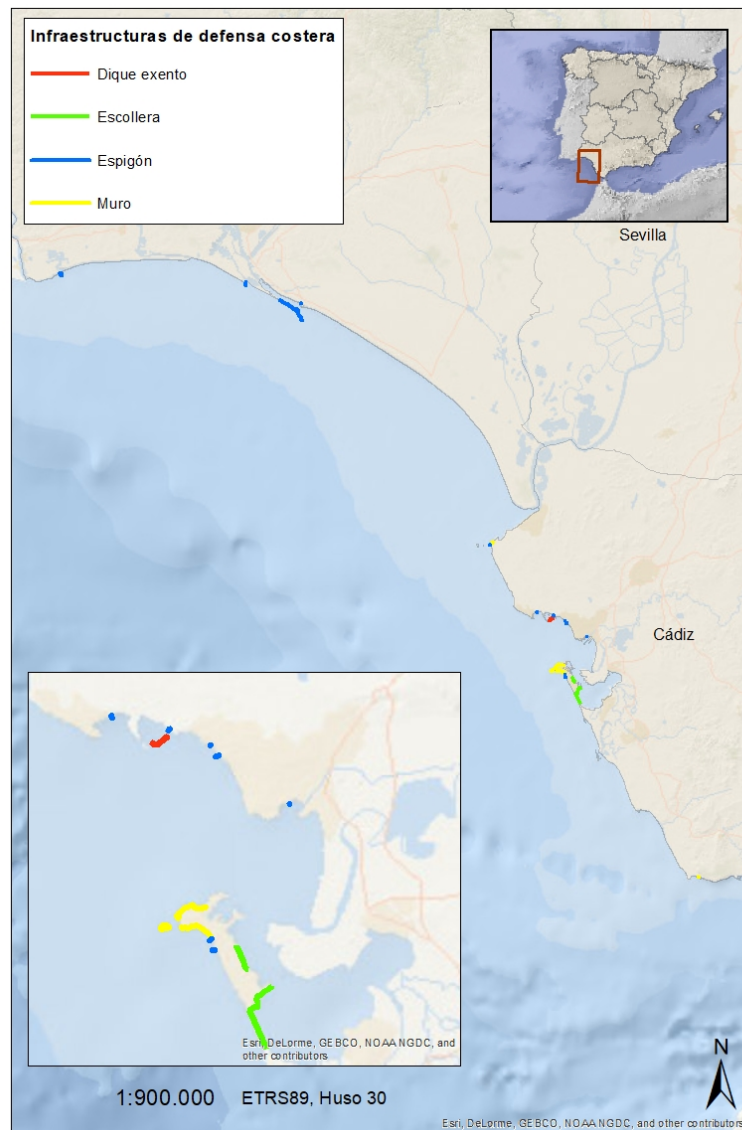 Infraestructuras de defensa costera
Dique exento
Escollera
Espigón
Muro
Sevilla
Cádiz
Esri, DeLorme, GEBCO, NOAA NGDC, and
other contributors
1:900.000 ETRS89, Huso 30
N
Esri, DeLorme, GEBCO, NOAA NGDC, and other contributors